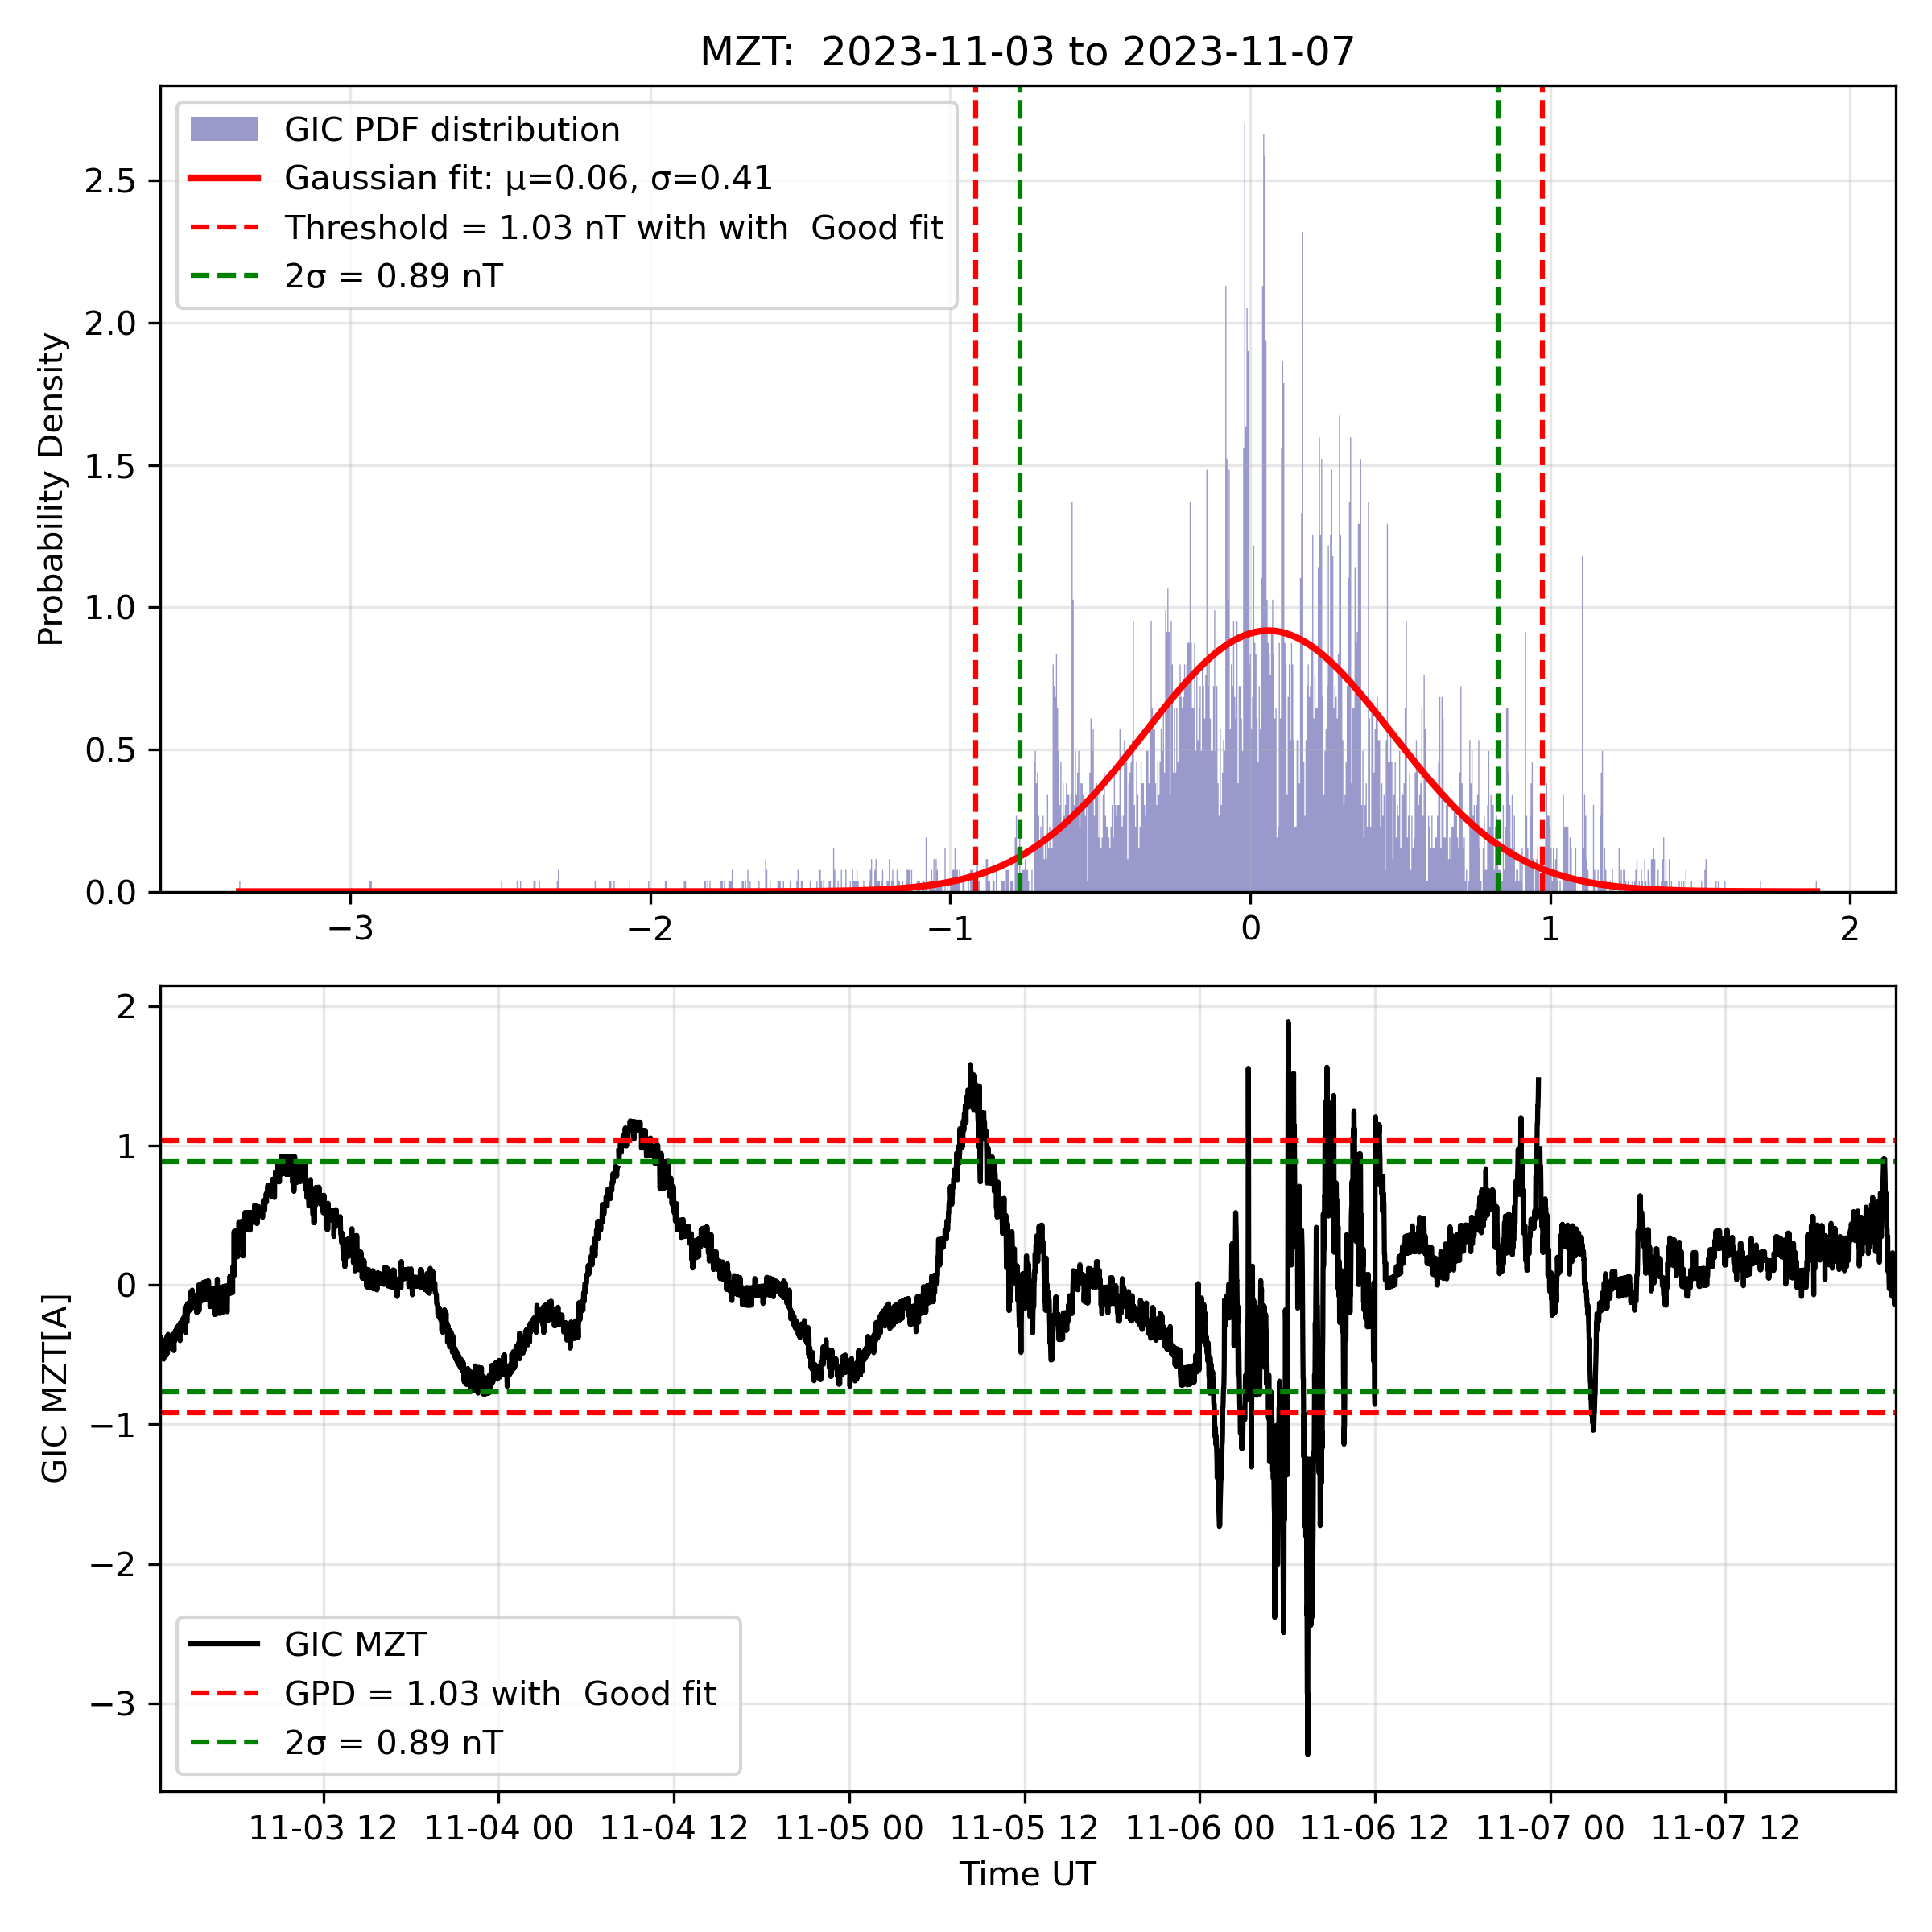 MZT:  2023-11-03 to 2023-11-07
GIC PDF distribution
Gaussian fit: μ=0.06, σ=0.41
Threshold = 1.03 nT with with  Good fit
2σ = 0.89 nT
Probability Density
2.5
2.0
1.5
1.0
0.5
0.0
−3
−2
−1
0
1
2
GIC MZT[A]
2
1
0
−1
−2
−3
GIC MZT
GPD = 1.03 with  Good fit
2σ = 0.89 nT
11-03 12
11-04 00
11-04 12
11-05 00
11-05 12
11-06 00
11-06 12
11-07 00
11-07 12
Time UT